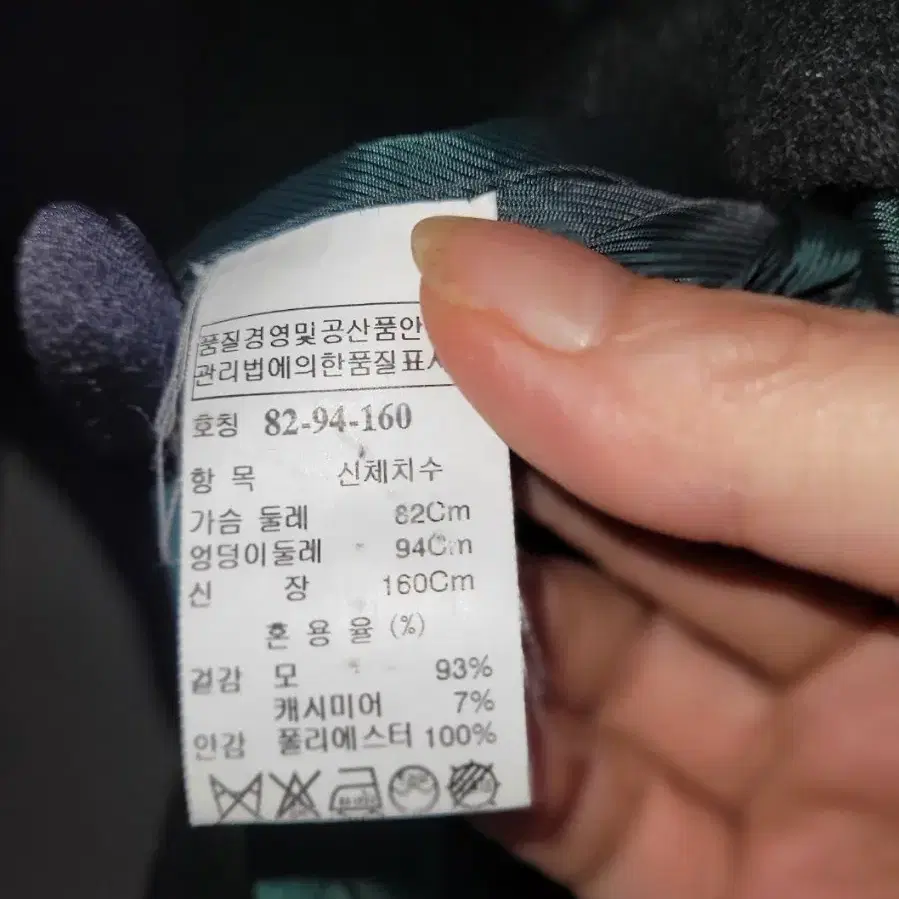 품질경영및공산품안
관리법에의한품질표시
호칭 82-94-160
항 목 신체치수
가슴 둘레 82Cm
엉덩이둘레 94Cm
신 장 160Cm
혼 용 율 (%)
겉감 모 93%
캐시미어 7%
안감 폴리에스터 100%